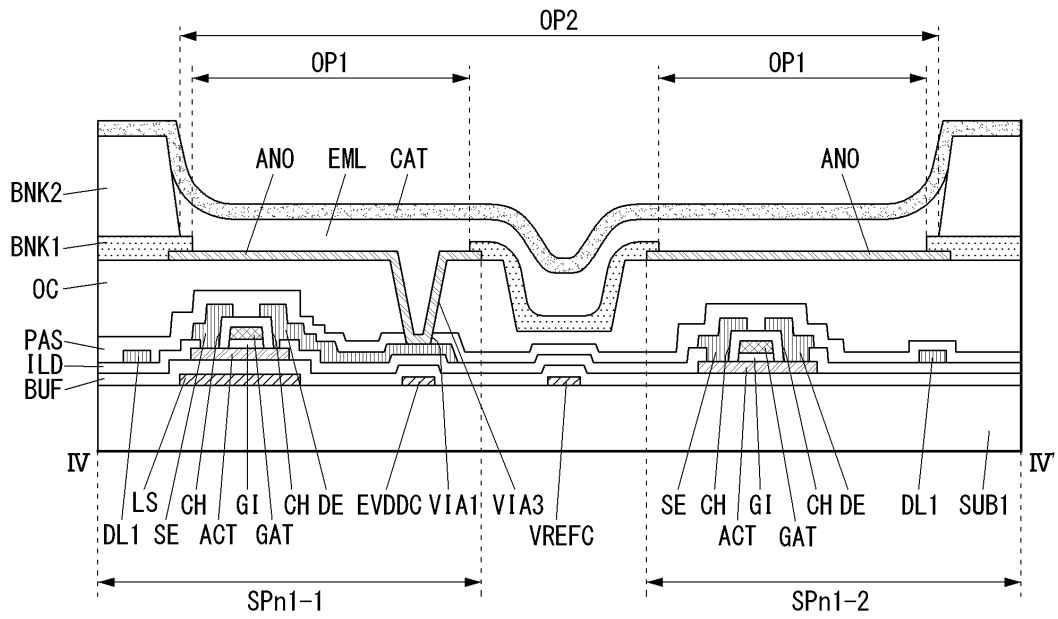 OP2
OP1 OP1
ANO EML CAT ANO
BNK2
BNK1
OC
PAS
ILD
BUF
IV IV'
LS CH GI CH DE EVDDC VIA1 VIA3 SE CH GI CH DE DL1 SUB1
DL1 SE ACT GAT VREFC ACT GAT
SPn1-1 SPn1-2